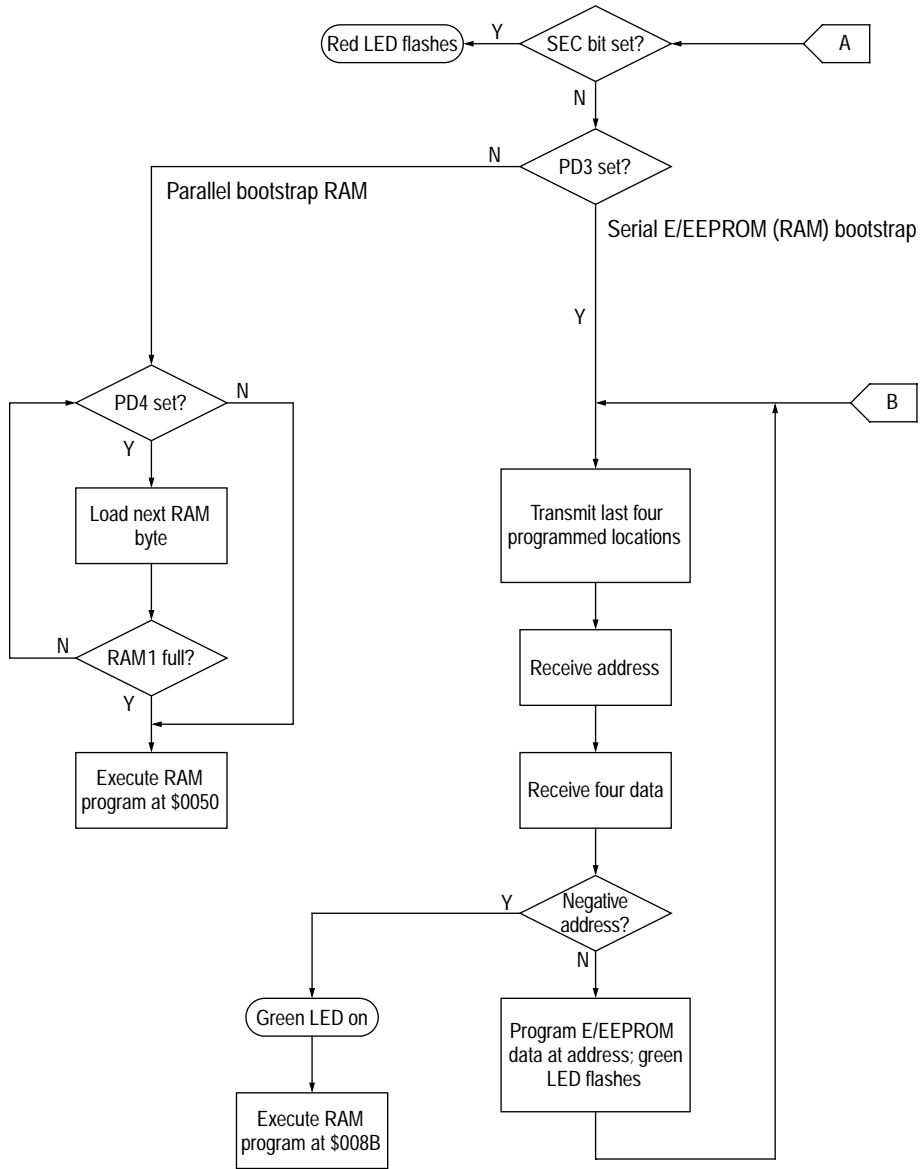 Red LED flashes
Y
SEC bit set?
A
N
N
PD3 set?
Parallel bootstrap RAM
Serial E/EEPROM (RAM) bootstrap
Y
PD4 set?
N
B
Y
Load next RAM
byte
Transmit last four
programmed locations
N
RAM1 full?
Receive address
Y
Execute RAM
program at $0050
Receive four data
Y
Negative
address?
N
Green LED on
Program E/EEPROM
data at address; green
LED flashes
Execute RAM
program at $008B